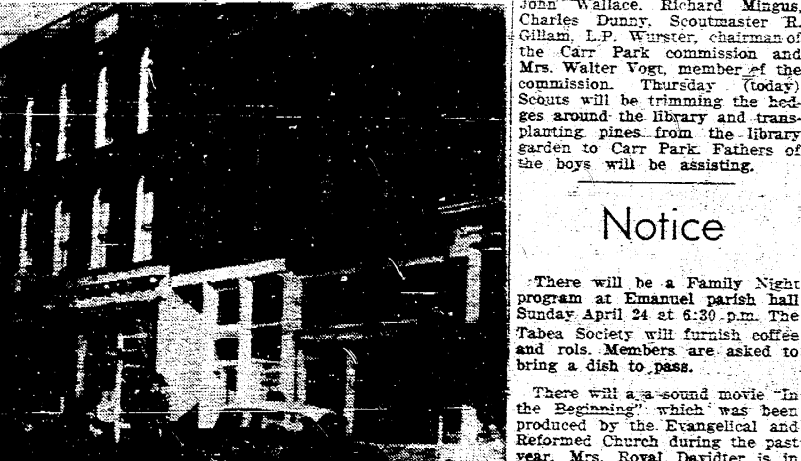 John Wallace, Richard Mingus,
Charles Dunny, Scoutmaster R.
Gillam, L.P. Wurster, chairman of
the Carr Park commission and
Mrs. Walter Vogt, member of the
commission. Thursday (today)
Scouts will be trimming the hed-
ges around the library and trans-
planting pines from the library
garden to Carr Park. Fathers of
the boys will be assisting.
Notice
There will be a Family Night
program at Emanuel parish hall
Sunday April 24 at 6:30 p.m. The
Tabea Society will furnish coffee
and rols. Members are asked to
bring a dish to pass.
There will a a sound movie "In
the Beginning" which was been
produced by the Evangelical and
Reformed Church during the past
year. Mrs. Royal Davidter is in